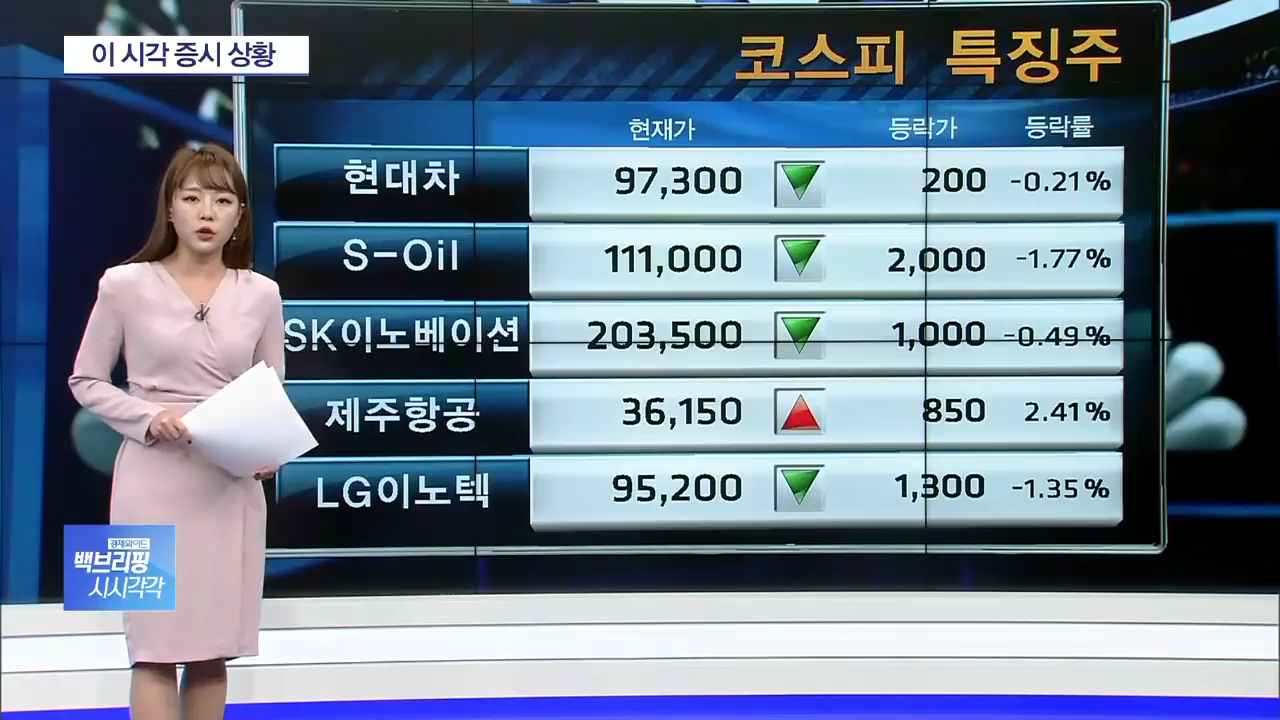 이 시각 증시 상황
코스피 특징주
현재가 등락가 등락률
현대차 97,300 200 -0.21%
S-Oil 111,000 2,000 -1.77%
SK이노베이션 203,500 1,000 -0.49%
제주항공 36,150 850 2.41%
LG이노텍 95,200 1,300 -1.35%
경제와이드
백브리핑
시시각각